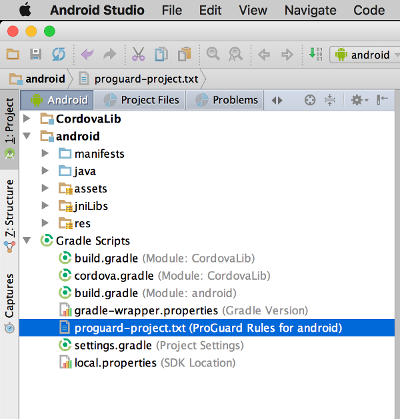 Android Studio File Edit View Navigate Code
android
android proguard-project.txt
Android Project Files Problems
1: Project
Z: Structure
Captures
CordovaLib
android
manifests
java
assets
jniLibs
res
Gradle Scripts
build.gradle (Module: CordovaLib)
cordova.gradle (Module: CordovaLib)
build.gradle (Module: android)
gradle-wrapper.properties (Gradle Version)
proguard-project.txt (ProGuard Rules for android)
settings.gradle (Project Settings)
local.properties (SDK Location)